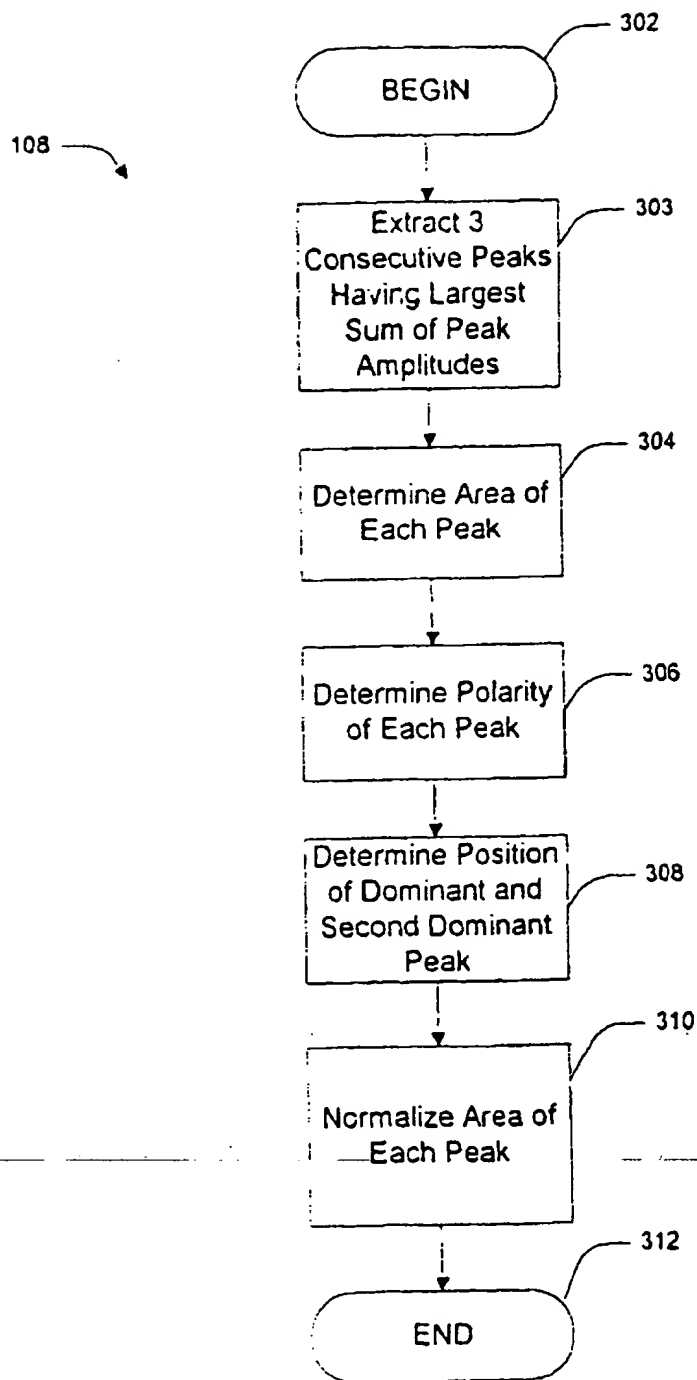 302
BEGIN
108
303
Extract 3
Consecutive Peaks
Having Largest
Sum of Peak
Amplitudes
304
Determine Area of
Each Peak
306
Determine Polarity
of Each Peak
308
Determine Position
of Dominant and
Second Dominant
Peak
310
Normalize Area of
Each Peak
312
END